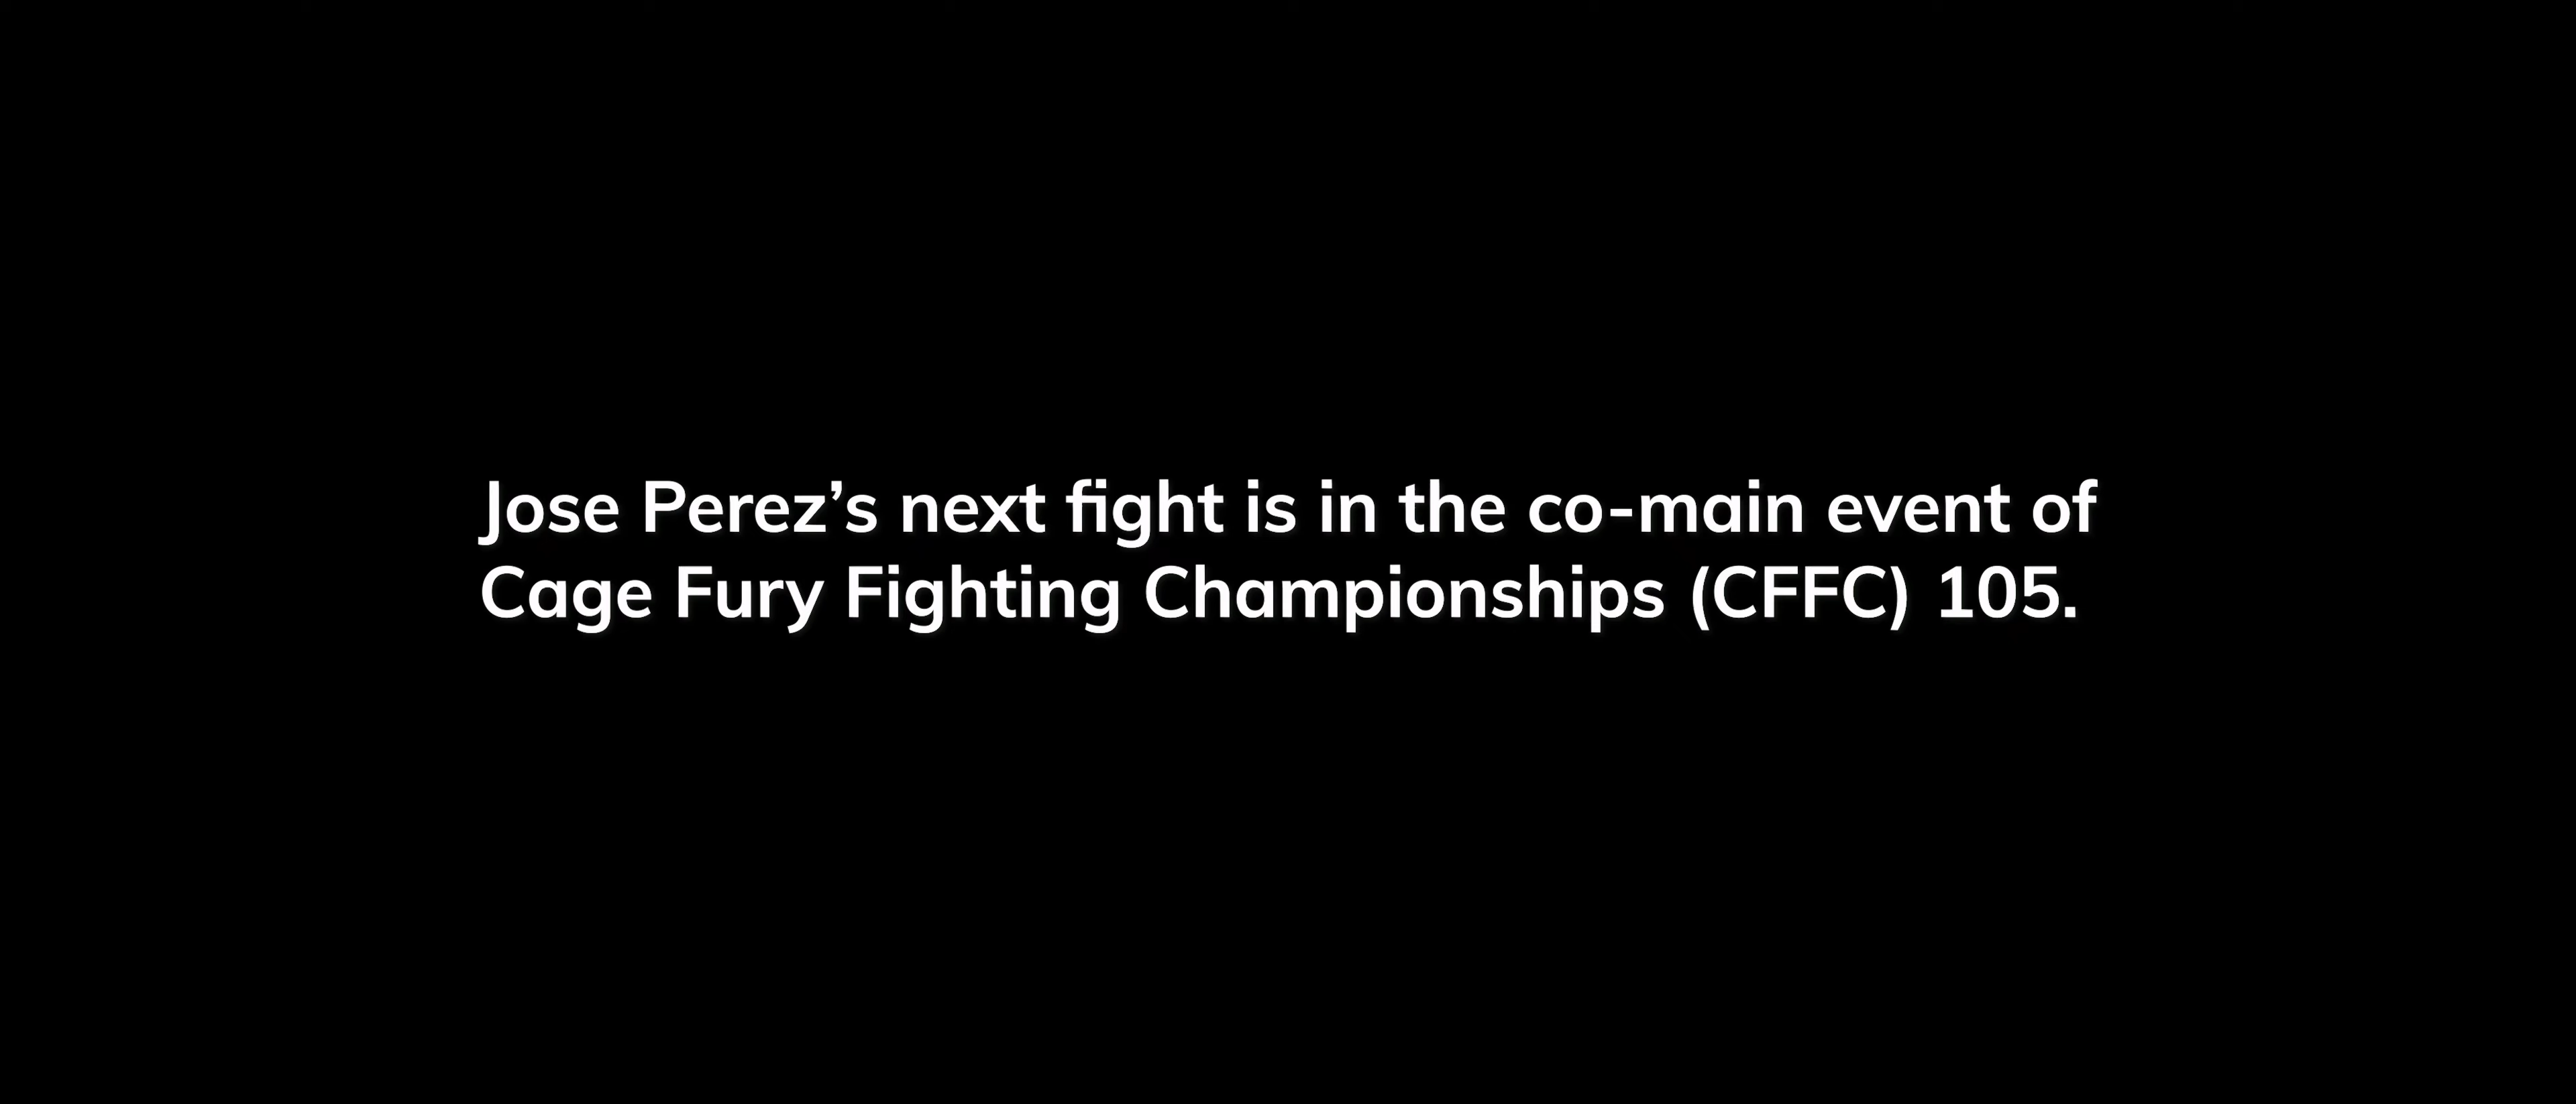 Jose Perez’s next fight is in the co-main event of
Cage Fury Fighting Championships (CFFC) 105.